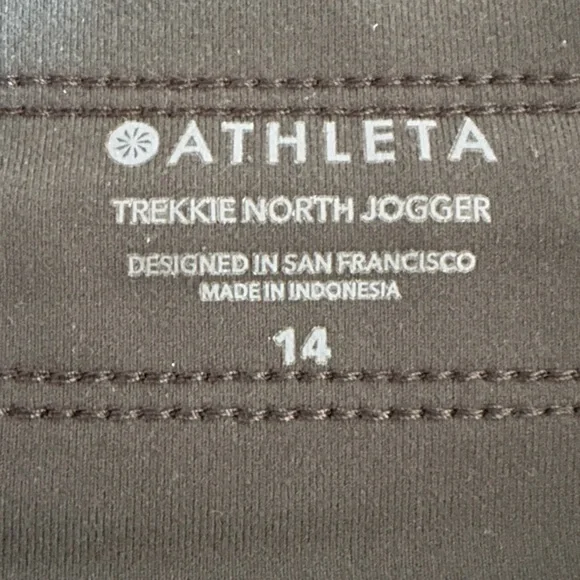 ATHLETA
TREKKIE NORTH JOGGER
DESIGNED IN SAN FRANCISCO
MADE IN INDONESIA
14